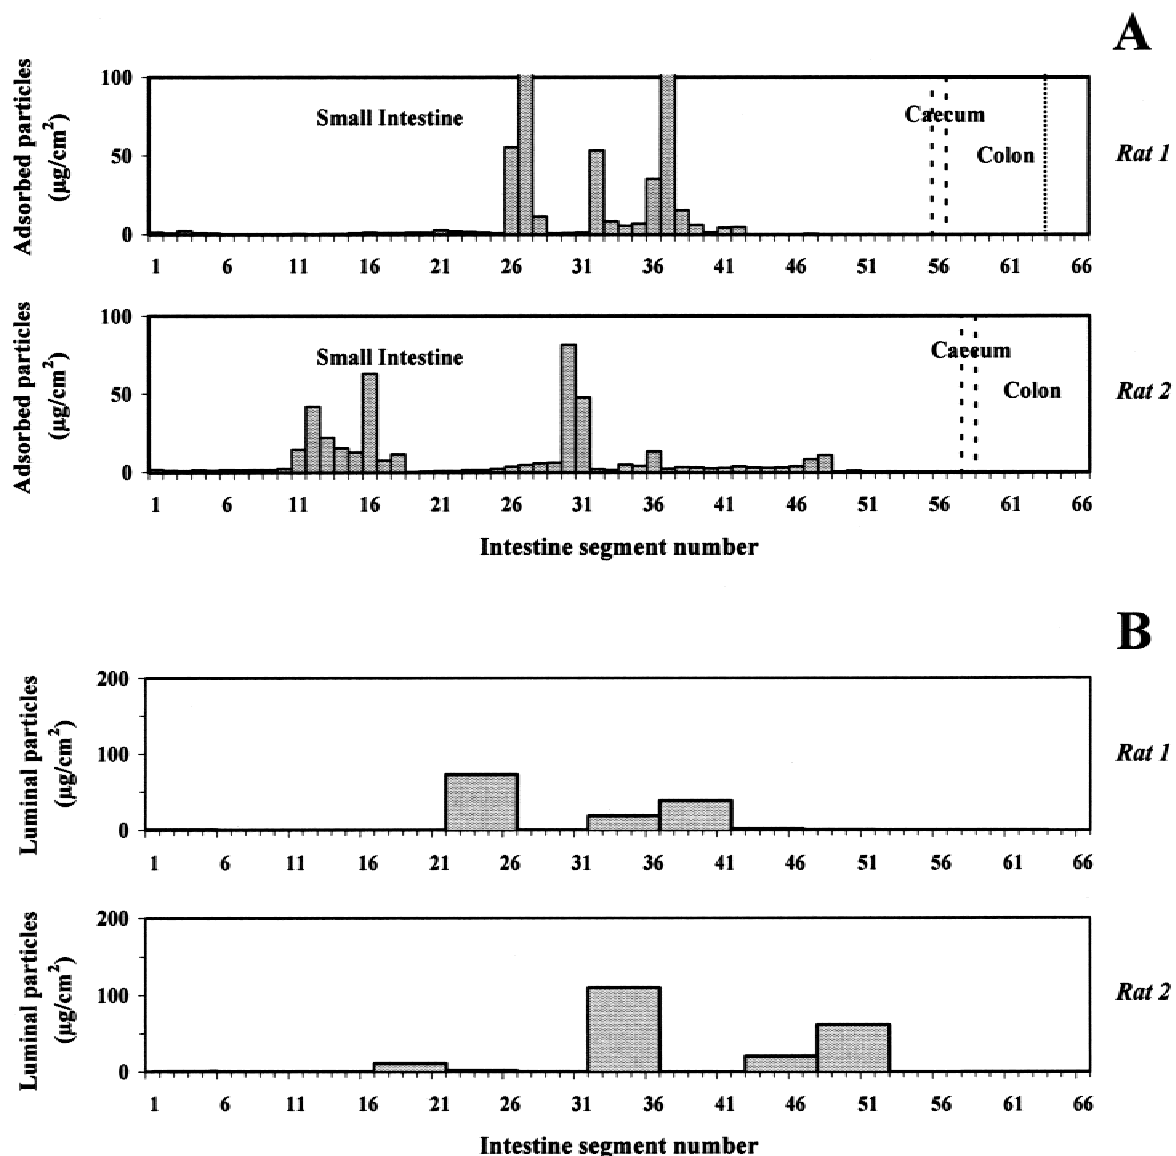 A
Adsorbed particles
(µg/cm²)
100
50
0
Small Intestine
Caecum
Colon
Rat 1
1 6 11 16 21 26 31 36 41 46 51 56 61 66
Adsorbed particles
(µg/cm²)
100
50
0
Small Intestine
Caecum
Colon
Rat 2
1 6 11 16 21 26 31 36 41 46 51 56 61 66
Intestine segment number
B
Luminal particles
(µg/cm²)
200
100
0
Rat 1
1 6 11 16 21 26 31 36 41 46 51 56 61 66
Luminal particles
(µg/cm²)
200
100
0
Rat 2
1 6 11 16 21 26 31 36 41 46 51 56 61 66
Intestine segment number